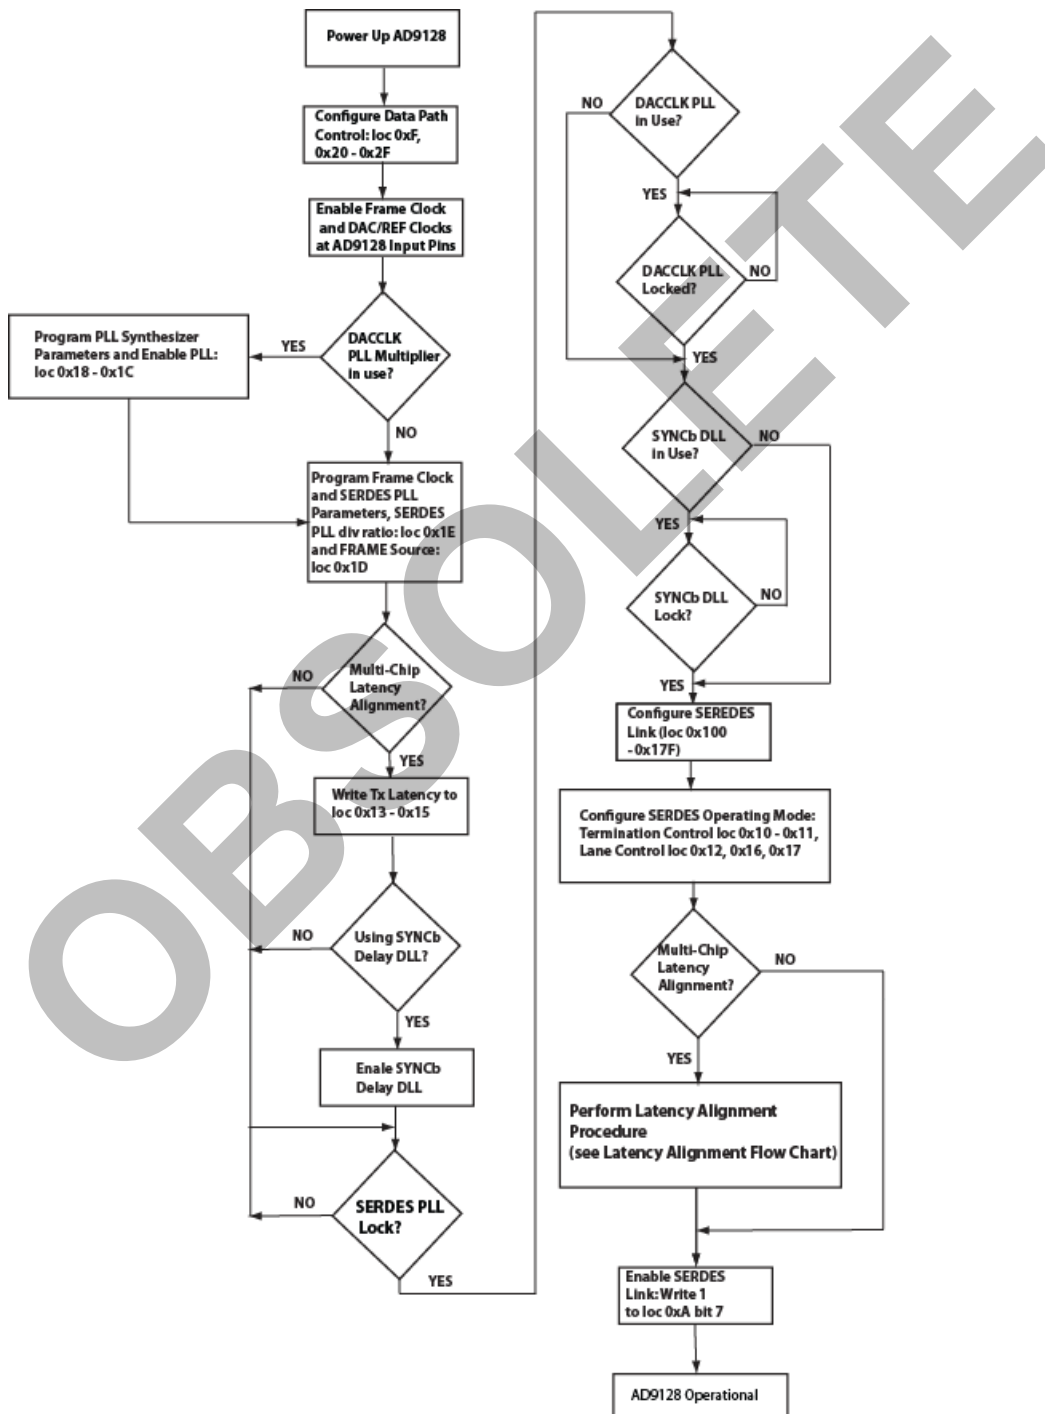 Power Up AD9128
Configure Data Path
Control: loc 0xF,
0x20 - 0x2F
Enable Frame Clock
and DAC/REF Clocks
at AD9128 Input Pins
DACCLK
PLL Multiplier
in use?
YES
Program PLL Synthesizer
Parameters and Enable PLL:
loc 0x18 - 0x1C
NO
Program Frame Clock
and SERDES PLL
Parameters, SERDES
PLL div ratio: loc 0x1E
and FRAME Source:
loc 0x1D
Multi-Chip
Latency
Alignment?
NO
YES
Write Tx Latency to
loc 0x13 - 0x15
Using SYNCb
Delay DLL?
NO
YES
Enale SYNCb
Delay DLL
SERDES PLL
Lock?
NO
YES
DACCLK PLL
in Use?
NO
YES
DACCLK PLL
Locked?
NO
YES
SYNCb DLL
in Use?
NO
YES
SYNCb DLL
Lock?
NO
YES
Configure SEREDES
Link (loc 0x100
- 0x17F)
Configure SERDES Operating Mode:
Termination Control loc 0x10 - 0x11,
Lane Control loc 0x12, 0x16, 0x17
Multi-Chip
Latency
Alignment?
NO
YES
Perform Latency Alignment
Procedure
(see Latency Alignment Flow Chart)
Enable SERDES
Link: Write 1
to loc 0xA bit 7
AD9128 Operational
OBSOLETE